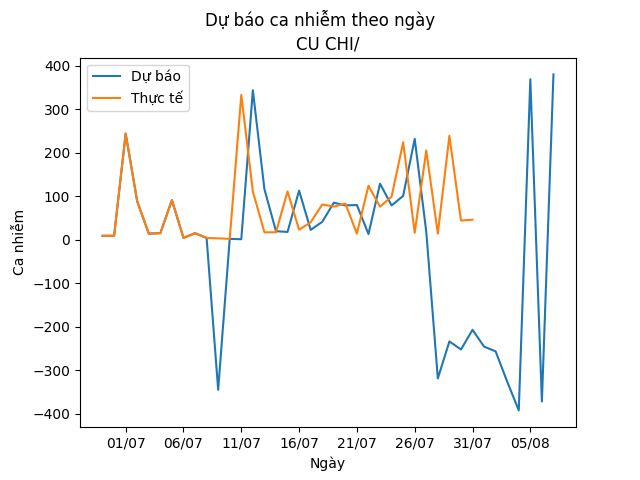 Dự báo ca nhiễm theo ngày
CU CHI/
Dự báo
Thực tế
Ca nhiễm
400
300
200
100
0
−100
−200
−300
−400
01/07 06/07 11/07 16/07 21/07 26/07 31/07 05/08
Ngày